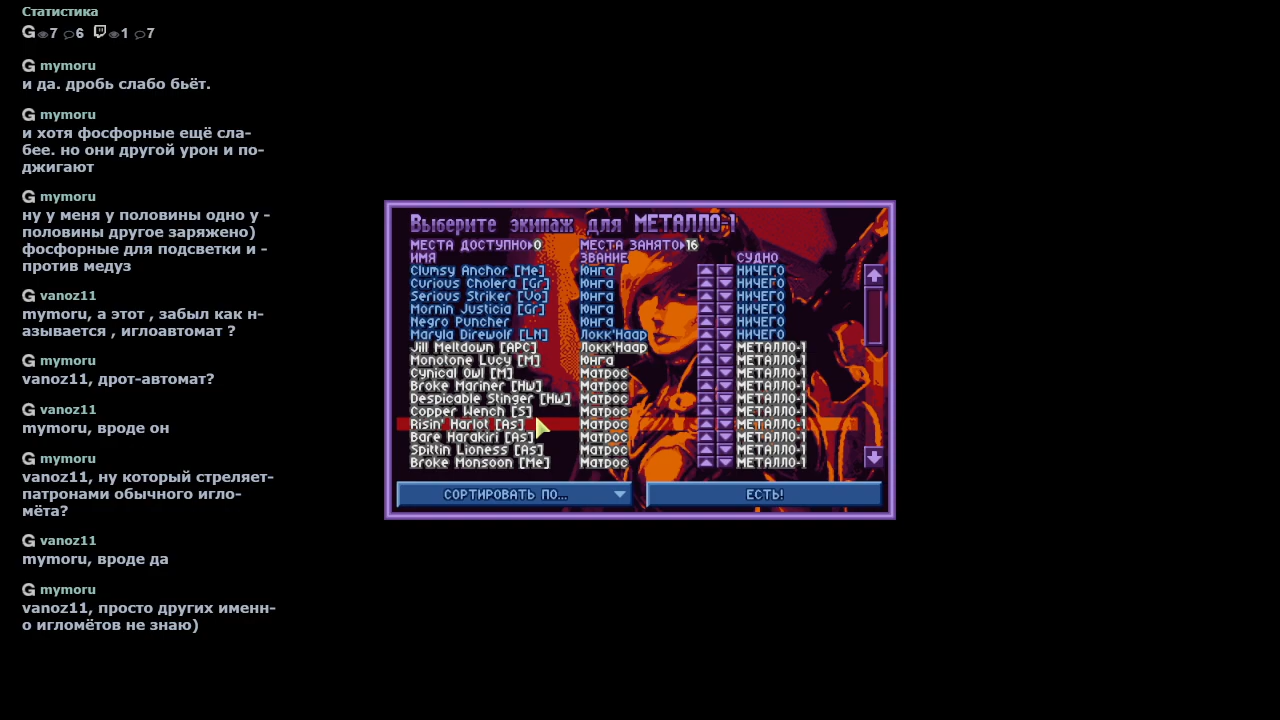 Статистика
G 7 6 1 7
G mymoru
и да. дробь слабо бьёт.
G mymoru
и хотя фосфорные ещё сла-
бее. но они другой урон и по-
джигают
G mymoru
ну у меня у половины одно у -
половины другое заряжено)
фосфорные для подсветки и -
против медуз
G vanoz11
mymoru, а этот , забыл как н-
азывается , иглоавтомат ?
G mymoru
vanoz11, дрот-автомат?
G vanoz11
mymoru, вроде он
G mymoru
vanoz11, ну который стреляет-
патронами обычного игло-
мёта?
G vanoz11
mymoru, вроде да
G mymoru
vanoz11, просто других именн-
о игломётов не знаю)
Выберите экипаж для МЕТАЛЛО-1
МЕСТА ДОСТУПНО 0 МЕСТА ЗАНЯТО 16
ИМЯ ЗВАНИЕ СУДНО
Clumsy Anchor [Me] Юнга НИЧЕГО
Curious Cholera [Gr] Юнга НИЧЕГО
Serious Striker [Vo] Юнга НИЧЕГО
Mornin Justicia [Gr] Юнга НИЧЕГО
Negro Puncher Юнга НИЧЕГО
Maryla Direwolf [LN] Локк'Наар НИЧЕГО
Jill Meltdown [APC] Локк'Наар МЕТАЛЛО-1
Monotone Lucy [M] Юнга МЕТАЛЛО-1
Cynical Owl [M] Матрос МЕТАЛЛО-1
Broke Mariner [Hw] Матрос МЕТАЛЛО-1
Despicable Stinger [Hw] Матрос МЕТАЛЛО-1
Copper Wench [S] Матрос МЕТАЛЛО-1
Risin' Harlot [As] Матрос МЕТАЛЛО-1
Bare Harakiri [As] Матрос МЕТАЛЛО-1
Spittin Lioness [As] Матрос МЕТАЛЛО-1
Broke Monsoon [Me] Матрос МЕТАЛЛО-1
СОРТИРОВАТЬ ПО... ЕСТЬ!